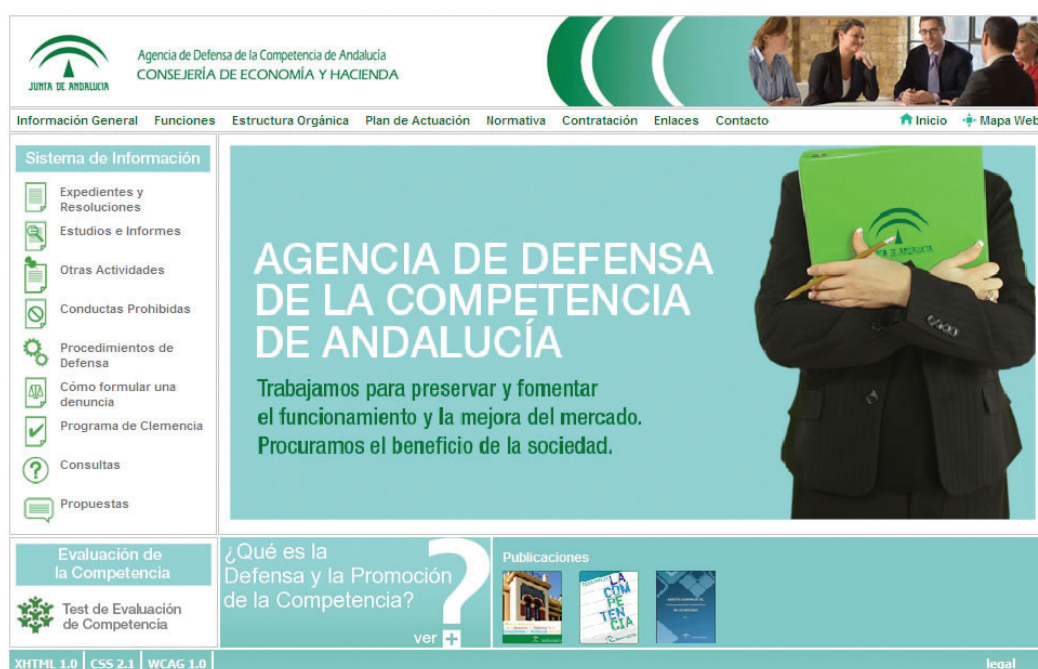 JUNTA DE ANDALUCIA
Agencia de Defensa de la Competencia de Andalucía
CONSEJERÍA DE ECONOMÍA Y HACIENDA
Información General Funciones Estructura Orgánica Plan de Actuación Normativa Contratación Enlaces Contacto Inicio Mapa Web
Sistema de Información
Expedientes y
Resoluciones
Estudios e Informes
Otras Actividades
Conductas Prohibidas
Procedimientos de
Defensa
Cómo formular una
denuncia
Programa de Clemencia
Consultas
Propuestas
AGENCIA DE DEFENSA
DE LA COMPETENCIA
DE ANDALUCÍA
Trabajamos para preservar y fomentar
el funcionamiento y la mejora del mercado.
Procuramos el beneficio de la sociedad.
JUNTA DE ANDALUCIA
Evaluación de
la Competencia
Test de Evaluación
de Competencia
¿Qué es la
Defensa y la Promoción
de la Competencia?
ver
Publicaciones
LA
COM
PE
TEN
CIA
XHTML 1.0 CSS 2.1 WCAG 1.0 legal